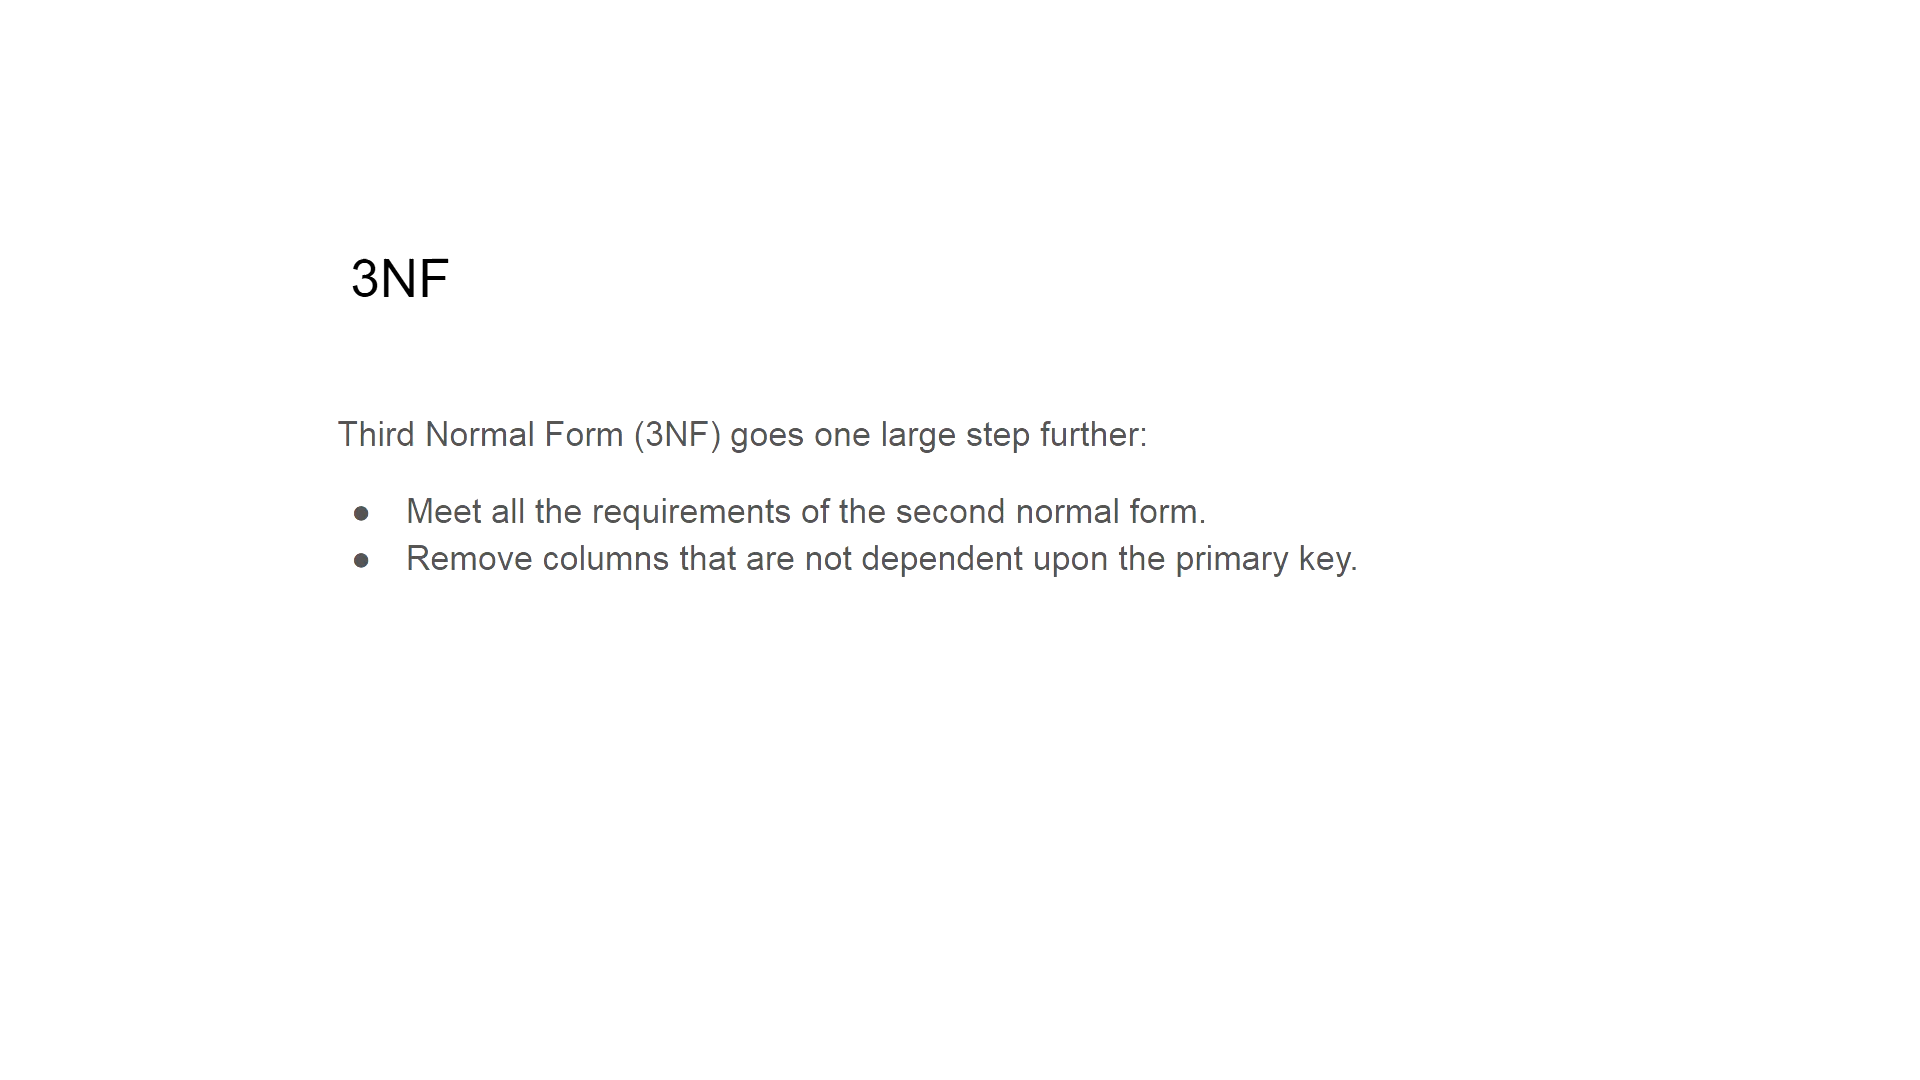 3NF
Third Normal Form (3NF) goes one large step further:
● Meet all the requirements of the second normal form.
● Remove columns that are not dependent upon the primary key.